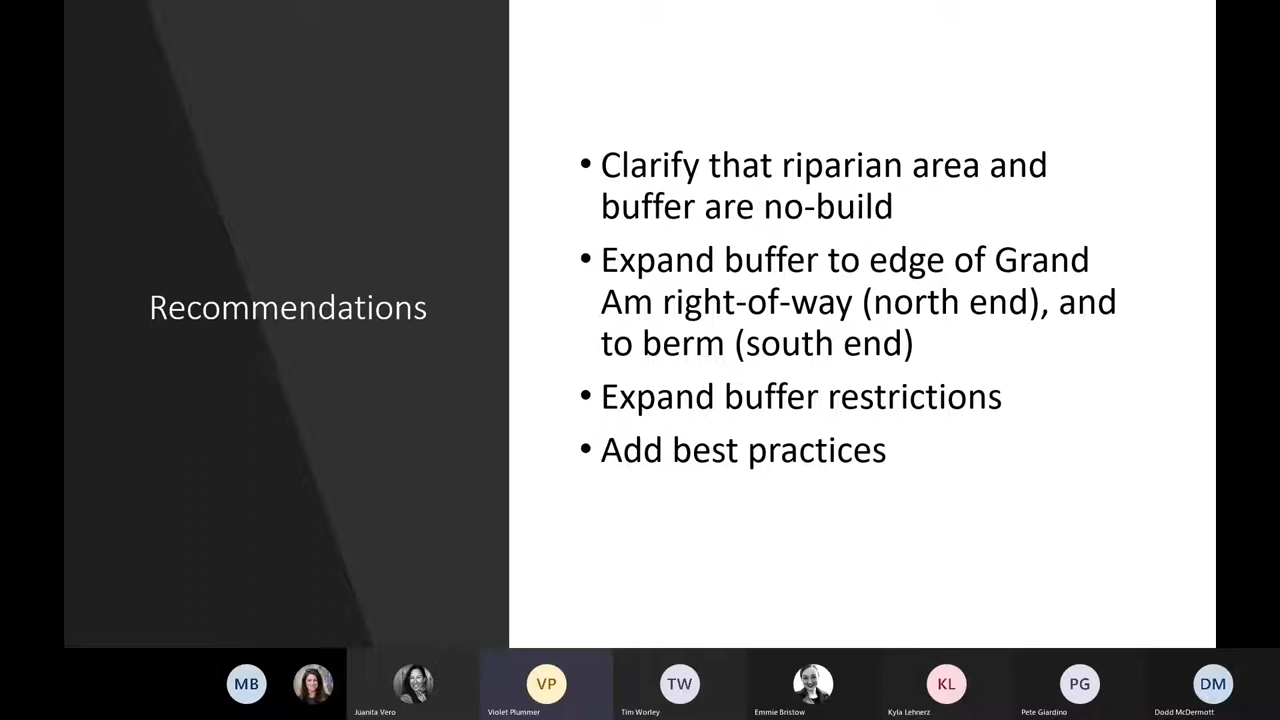 Recommendations
• Clarify that riparian area and
buffer are no-build
• Expand buffer to edge of Grand
Am right-of-way (north end), and
to berm (south end)
• Expand buffer restrictions
• Add best practices
MB
VP
TW
KL
PG
DM
Juanita Vero
Violet Plummer
Tim Worley
Emmie Bristow
Kyla Lehnerz
Pete Giardino
Dodd McDermott